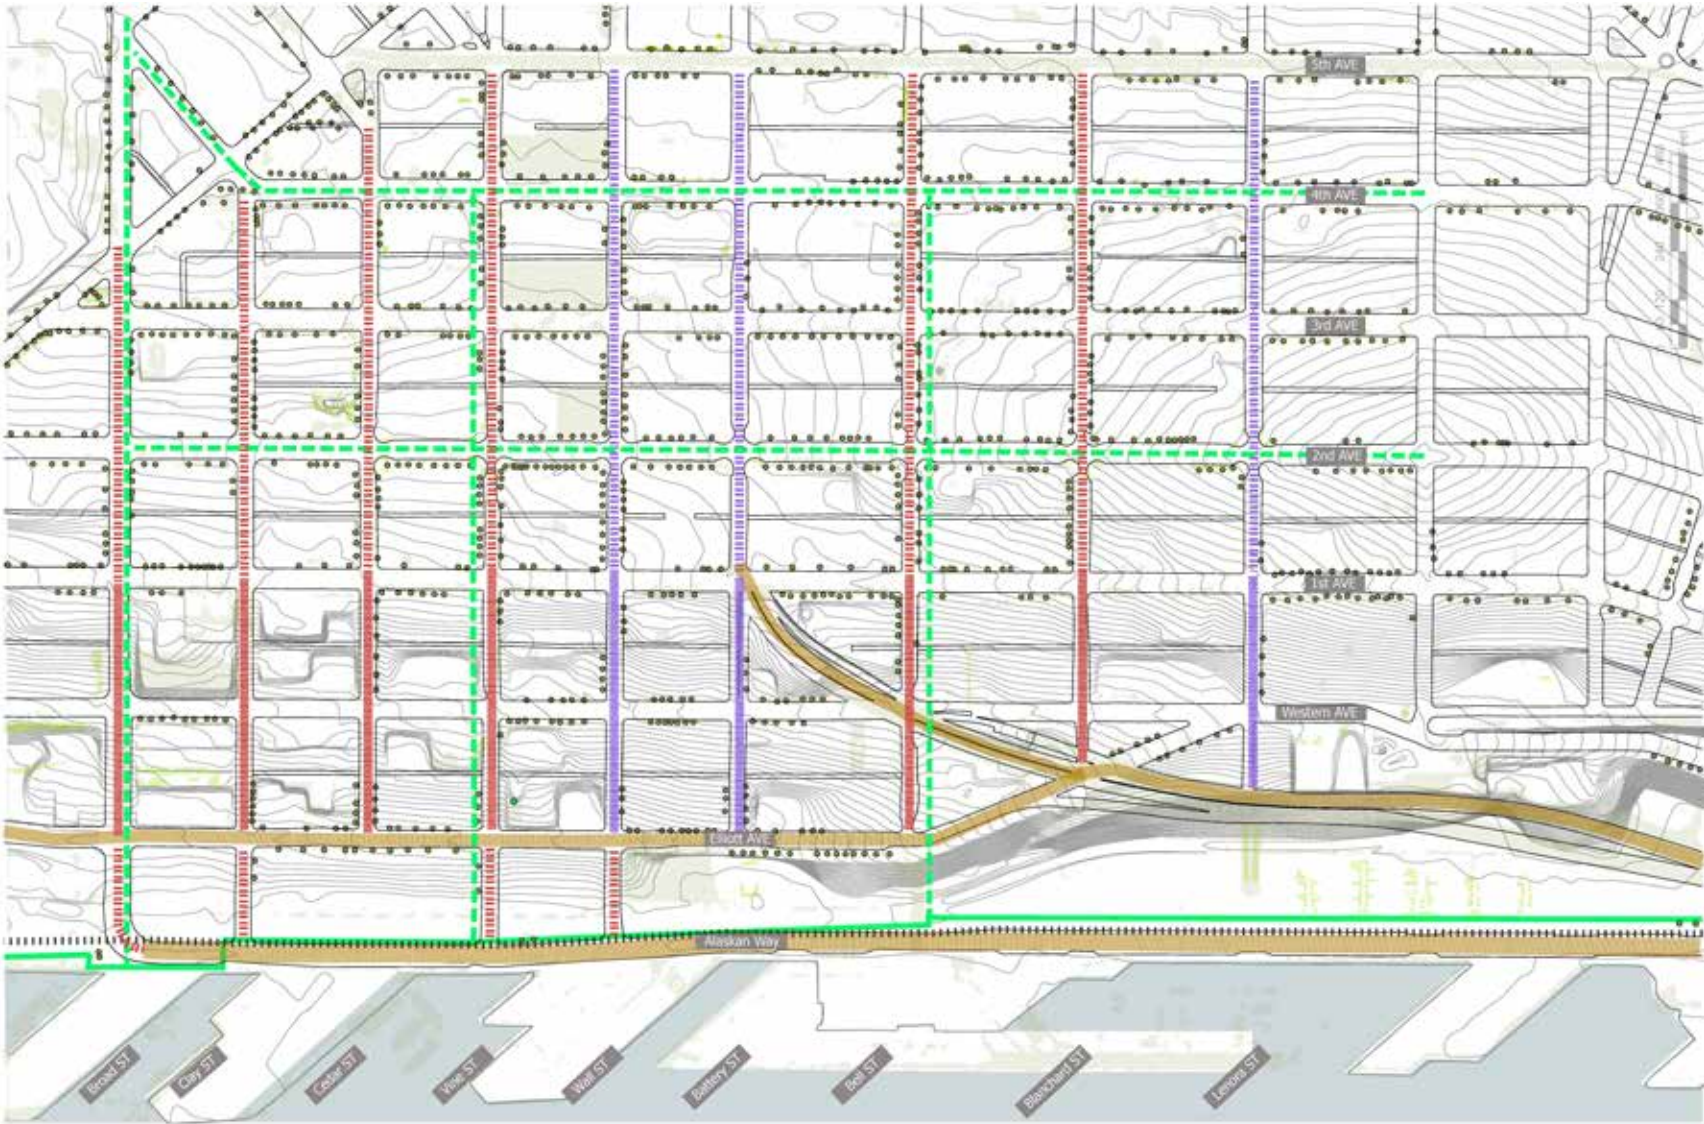 5th AVE
4th AVE
3rd AVE
2nd AVE
1st AVE
Western AVE
Elliott AVE
Alaskan Way
Broad ST
Clay ST
Cedar ST
Vine ST
Wall ST
Battery ST
Bell ST
Blanchard ST
Lenora ST